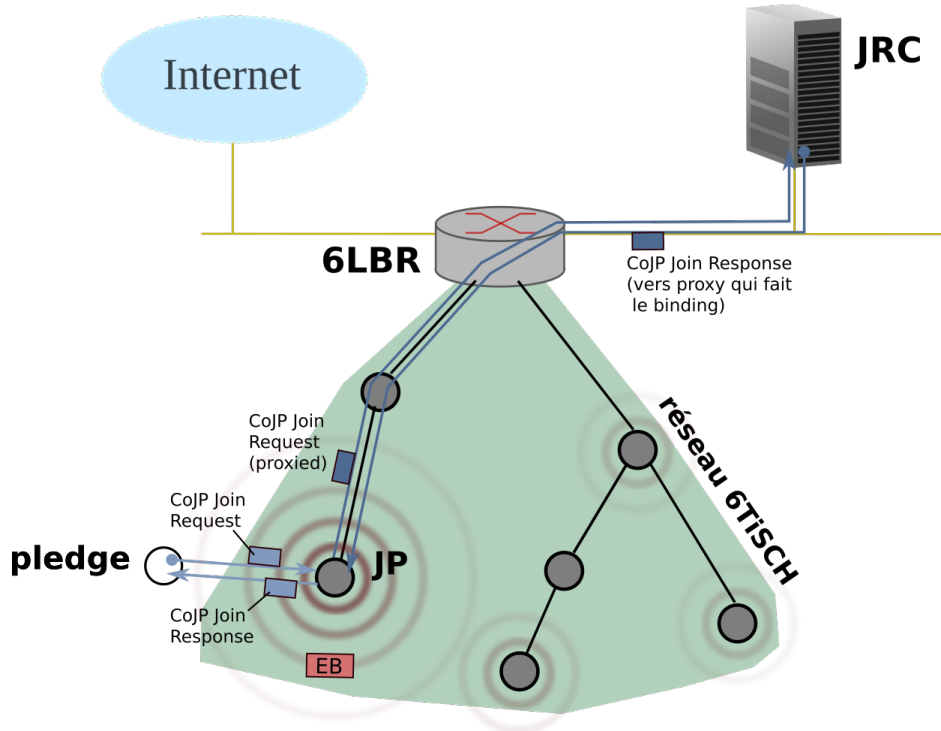 Internet
JRC
6LBR
CoJP Join Response
(vers proxy qui fait
le binding)
CoJP Join
Request
(proxied)
réseau 6TiSCH
CoJP Join
Request
pledge
JP
CoJP Join
Response
EB